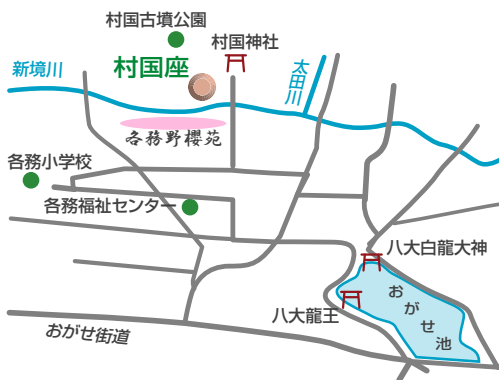 村国古墳公園
村国神社
太田川
新境川
村国座
各務野櫻苑
各務小学校
各務福祉センター
八大白龍大神
おがせ池
八大龍王
おがせ街道